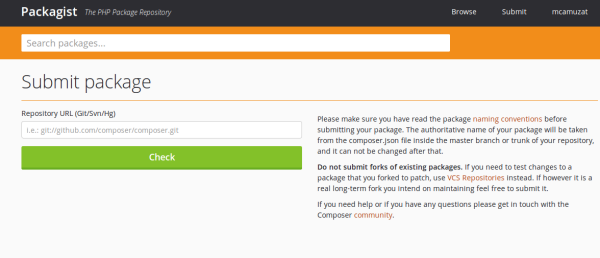 Packagist The PHP Package Repository Browse Submit mcamuzat
Search packages...
Submit package
Repository URL (Git/Svn/Hg)
i.e.: git://github.com/composer/composer.git
Check
Please make sure you have read the package naming conventions before
submitting your package. The authoritative name of your package will be taken
from the composer.json file inside the master branch or trunk of your repository,
and it can not be changed after that.
Do not submit forks of existing packages. If you need to test changes to a
package that you forked to patch, use VCS Repositories instead. If however it is a
real long-term fork you intend on maintaining feel free to submit it.
If you need help or if you have any questions please get in touch with the
Composer community.